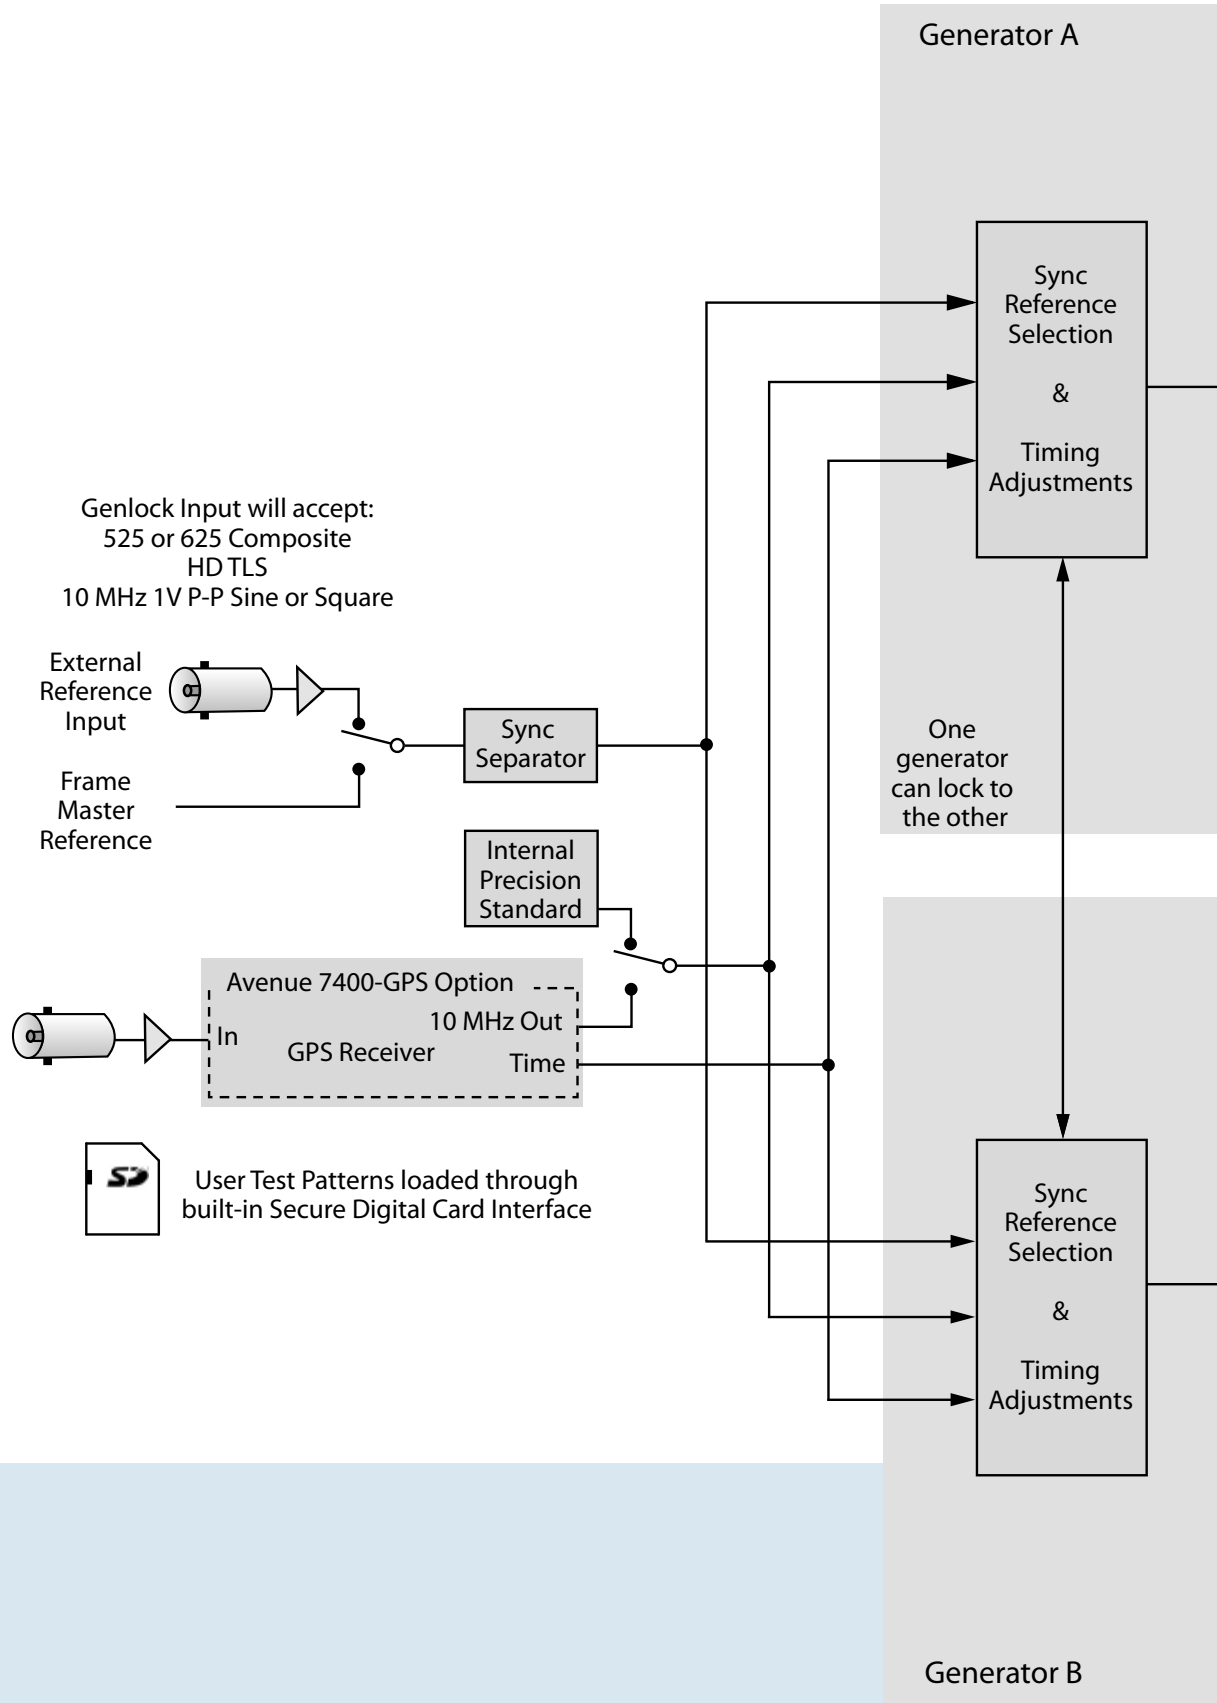 Generator A
Sync
Reference
Selection
&
Timing
Adjustments
Genlock Input will accept:
525 or 625 Composite
HD TLS
10 MHz 1V P-P Sine or Square
External
Reference
Input
Sync
Separator
Frame
Master
Reference
One
generator
can lock to
the other
Internal
Precision
Standard
Avenue 7400-GPS Option
In
10 MHz Out
GPS Receiver
Time
SD
User Test Patterns loaded through
built-in Secure Digital Card Interface
Sync
Reference
Selection
&
Timing
Adjustments
Generator B